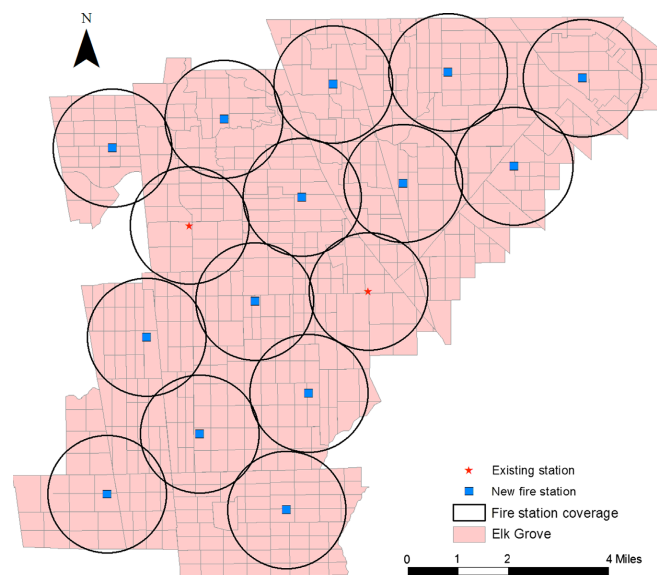 N
Existing station
New fire station
Fire station coverage
Elk Grove
0 1 2 4 Miles